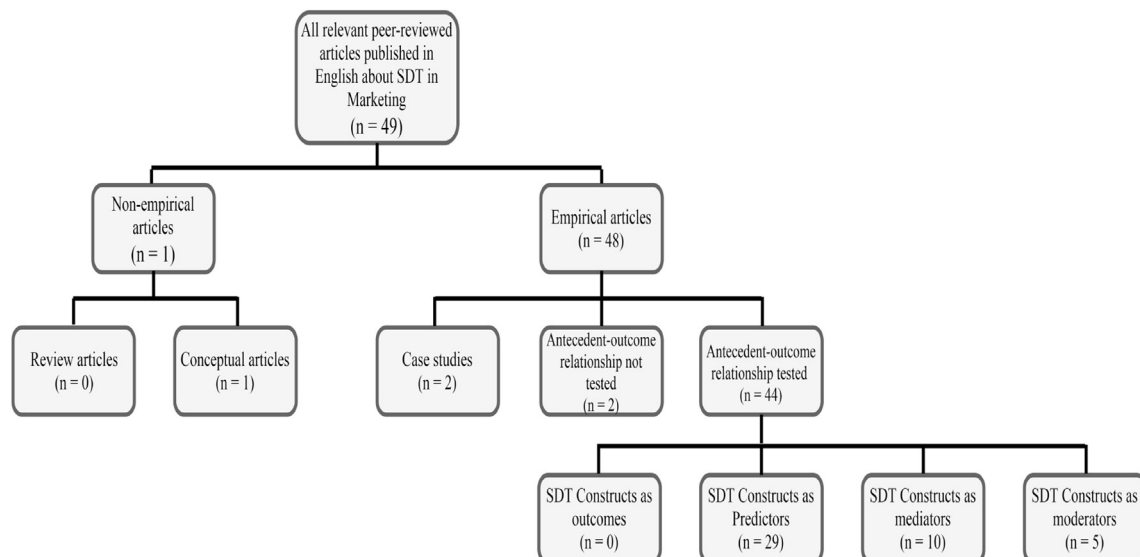 All relevant peer-reviewed
articles published in
English about SDT in
Marketing
(n = 49)
Non-empirical
articles
(n = 1)
Empirical articles
(n = 48)
Review articles
(n = 0)
Conceptual articles
(n = 1)
Case studies
(n = 2)
Antecedent-outcome
relationship not
tested
(n = 2)
Antecedent-outcome
relationship tested
(n = 44)
SDT Constructs as
outcomes
(n = 0)
SDT Constructs as
Predictors
(n = 29)
SDT Constructs as
mediators
(n = 10)
SDT Constructs as
moderators
(n = 5)